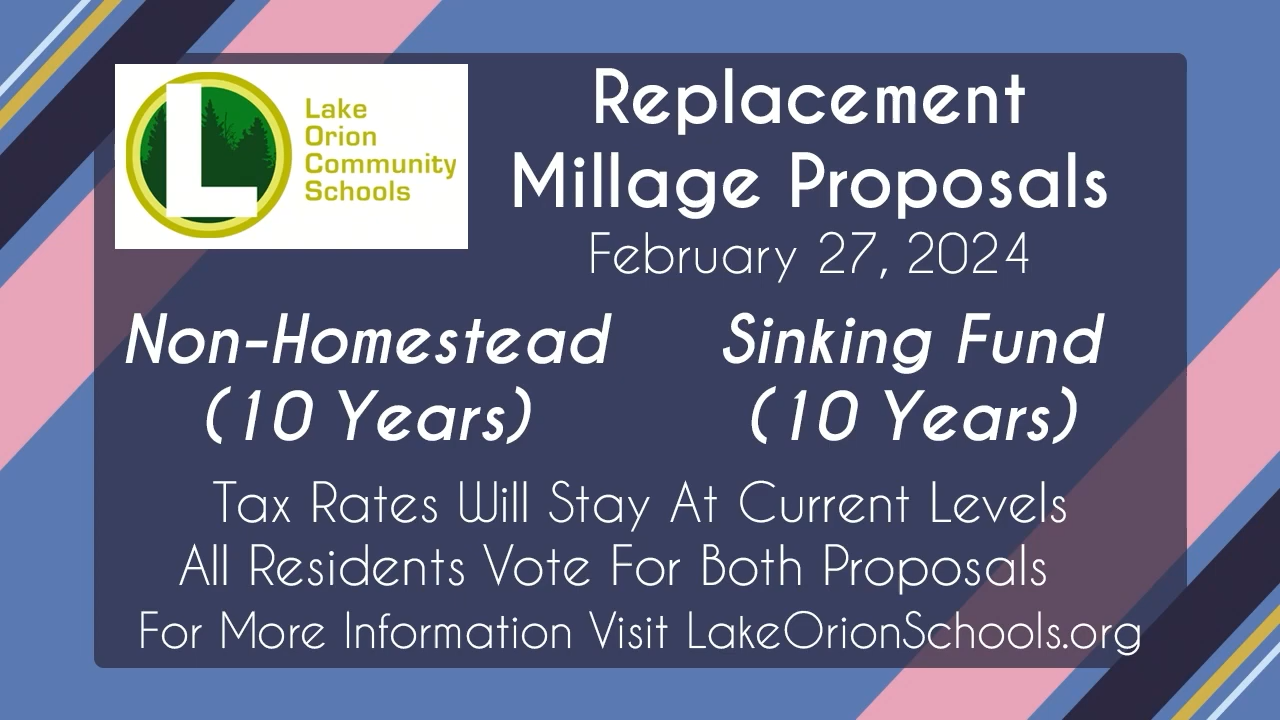 L
Lake
Orion
Community
Schools
Replacement
Millage Proposals
February 27, 2024
Non-Homestead
(10 Years)
Sinking Fund
(10 Years)
Tax Rates Will Stay At Current Levels
All Residents Vote For Both Proposals
For More Information Visit LakeOrionSchools.org